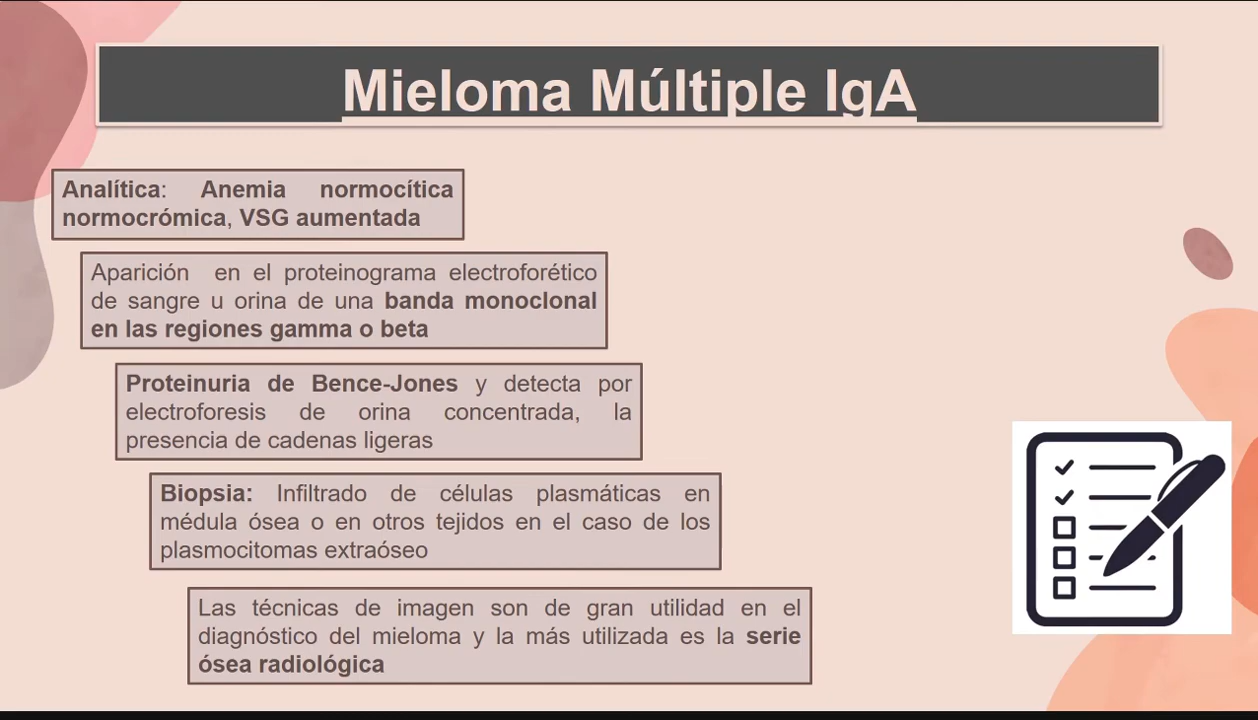 Mieloma Múltiple IgA
Analítica: Anemia normocítica
normocrómica, VSG aumentada
Aparición en el proteinograma electroforético
de sangre u orina de una banda monoclonal
en las regiones gamma o beta
Proteinuria de Bence-Jones y detecta por
electroforesis de orina concentrada, la
presencia de cadenas ligeras
Biopsia: Infiltrado de células plasmáticas en
médula ósea o en otros tejidos en el caso de los
plasmocitomas extraóseo
Las técnicas de imagen son de gran utilidad en el
diagnóstico del mieloma y la más utilizada es la serie
ósea radiológica